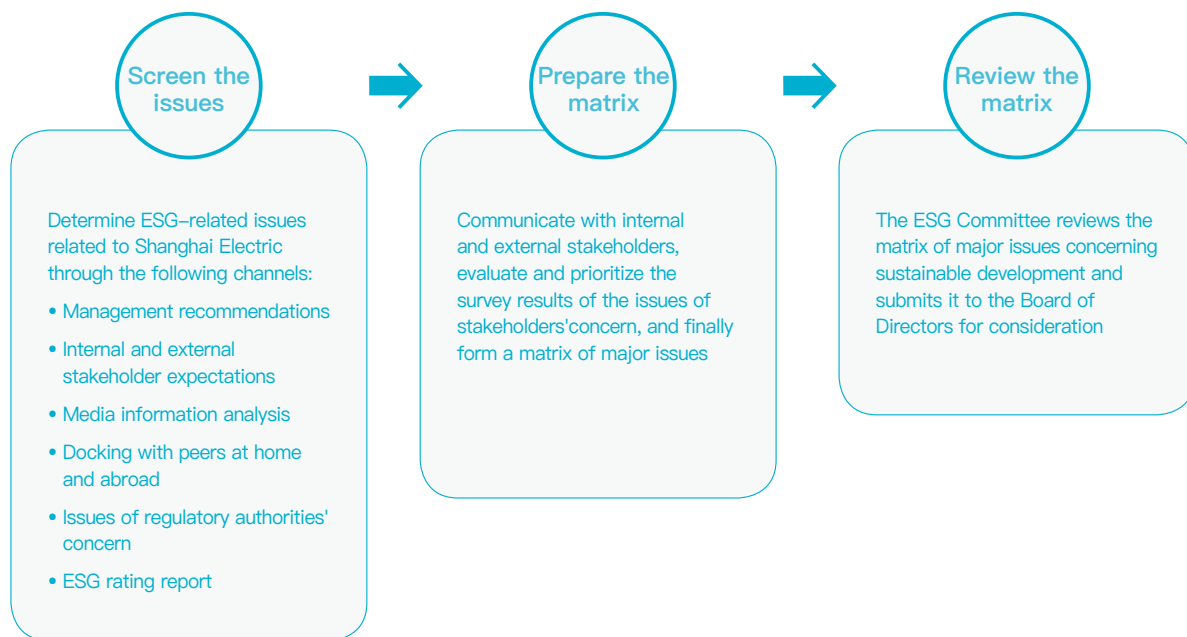 Screen the
issues
Determine ESG-related issues
related to Shanghai Electric
through the following channels:
• Management recommendations
• Internal and external
stakeholder expectations
• Media information analysis
• Docking with peers at home
and abroad
• Issues of regulatory authorities'
concern
• ESG rating report
Prepare the
matrix
Communicate with internal
and external stakeholders,
evaluate and prioritize the
survey results of the issues of
stakeholders'concern, and finally
form a matrix of major issues
Review the
matrix
The ESG Committee reviews the
matrix of major issues concerning
sustainable development and
submits it to the Board of
Directors for consideration